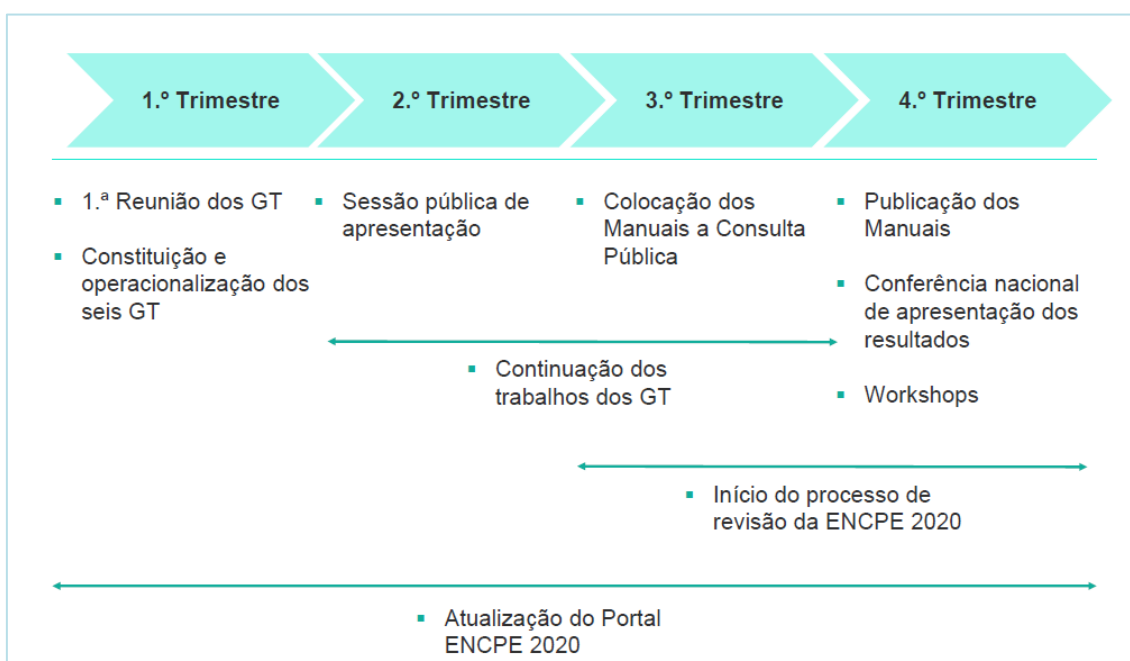 1.º Trimestre
2.º Trimestre
3.º Trimestre
4.º Trimestre
▪ 1.ª Reunião dos GT
▪ Constituição e
operacionalização dos
seis GT
▪ Sessão pública de
apresentação
▪ Colocação dos
Manuais a Consulta
Pública
▪ Publicação dos
Manuais
▪ Conferência nacional
de apresentação dos
resultados
▪ Workshops
▪ Continuação dos
trabalhos dos GT
▪ Início do processo de
revisão da ENCPE 2020
▪ Atualização do Portal
ENCPE 2020